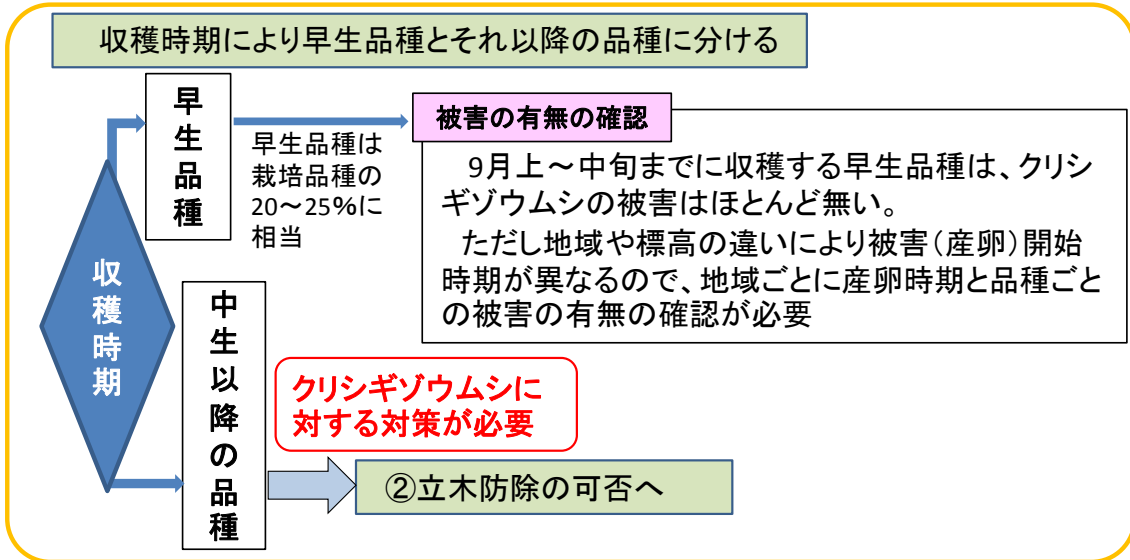 収穫時期により早生品種とそれ以降の品種に分ける
早生品種
早生品種は
栽培品種の
20～25%に
相当
被害の有無の確認
9月上～中旬までに収穫する早生品種は、クリシ
ギゾウムシの被害はほとんど無い。
ただし地域や標高の違いにより被害（産卵）開始
時期が異なるので、地域ごとに産卵時期と品種ごと
の被害の有無の確認が必要
収穫時期
中生以降の品種
クリシギゾウムシに
対する対策が必要
②立木防除の可否へ